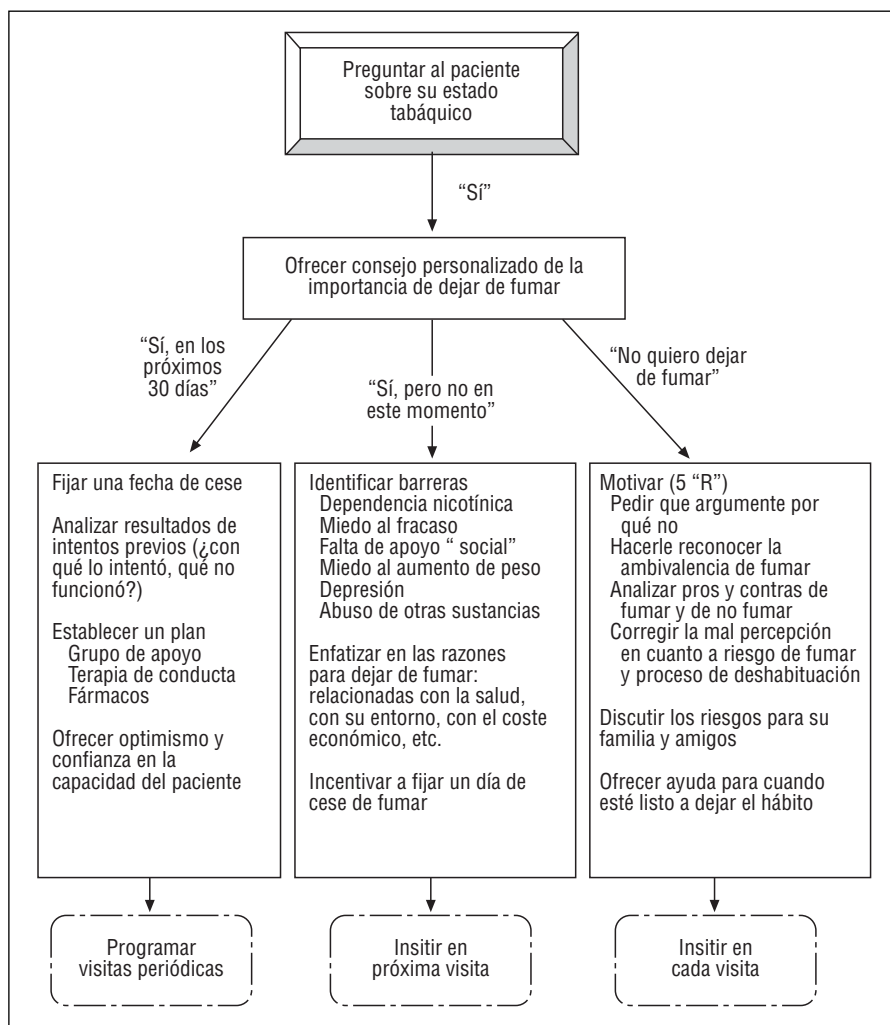 Preguntar al paciente
sobre su estado
tabáquico
“Sí”
Ofrecer consejo personalizado de la
importancia de dejar de fumar
“Sí, en los
próximos
30 días”
“Sí, pero no en
este momento”
“No quiero dejar
de fumar”
Fijar una fecha de cese
Analizar resultados de
intentos previos (¿con
qué lo intentó, qué no
funcionó?)
Establecer un plan
Grupo de apoyo
Terapia de conducta
Fármacos
Ofrecer optimismo y
confianza en la
capacidad del paciente
Identificar barreras
Dependencia nicotínica
Miedo al fracaso
Falta de apoyo “ social”
Miedo al aumento de peso
Depresión
Abuso de otras sustancias
Enfatizar en las razones
para dejar de fumar:
relacionadas con la salud,
con su entorno, con el coste
económico, etc.
Incentivar a fijar un día de
cese de fumar
Motivar (5 “R”)
Pedir que argumente por
qué no
Hacerle reconocer la
ambivalencia de fumar
Analizar pros y contras de
fumar y de no fumar
Corregir la mal percepción
en cuanto a riesgo de fumar
y proceso de deshabituación
Discutir los riesgos para su
familia y amigos
Ofrecer ayuda para cuando
esté listo a dejar el hábito
Programar
visitas periódicas
Insitir en
próxima visita
Insitir en
cada visita